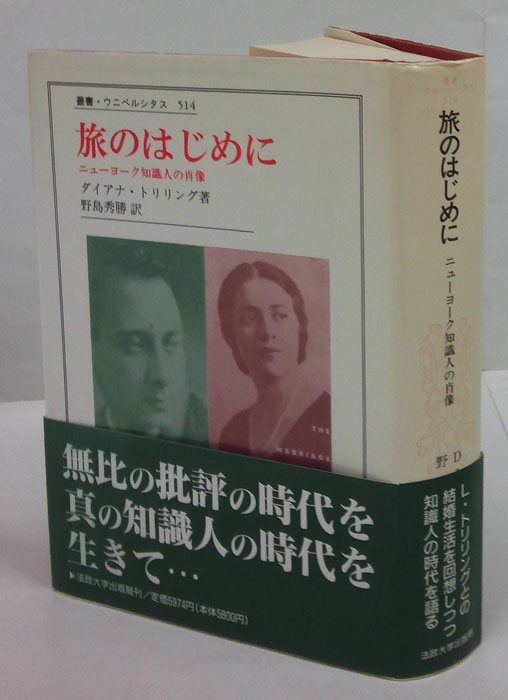 叢書・ウニベルシタス 514
旅のはじめに
ニューヨーク知識人の肖像
ダイアナ・トリリング著
野島秀勝 訳
THE
MARRIAGE
無比の批評の時代を
真の知識人の時代を
生きて…
▶法政大学出版局刊／定価5974円(本体5800円)
旅のはじめに
ニューヨーク知識人の肖像
野 D
L・トリリングとの
結婚生活を回想しつつ
知識人の時代を語る
法政大学出版局